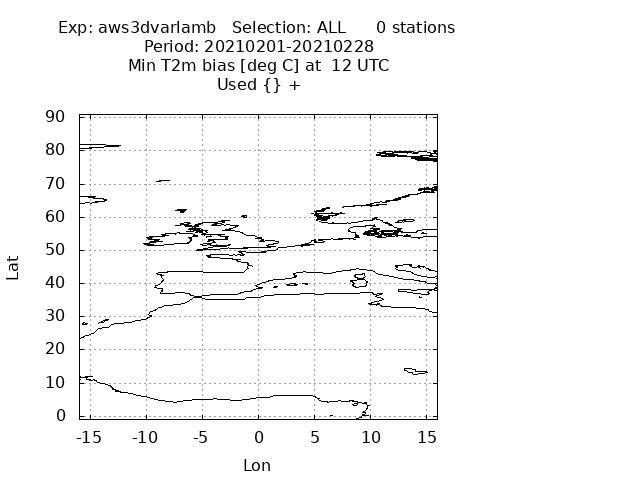 Exp: aws3dvarlamb   Selection: ALL      0 stations
Period: 20210201-20210228
Min T2m bias [deg C] at  12 UTC
Used {} +
90
80
70
60
50
40
30
20
10
0
Lat
-15 -10 -5 0 5 10 15
Lon